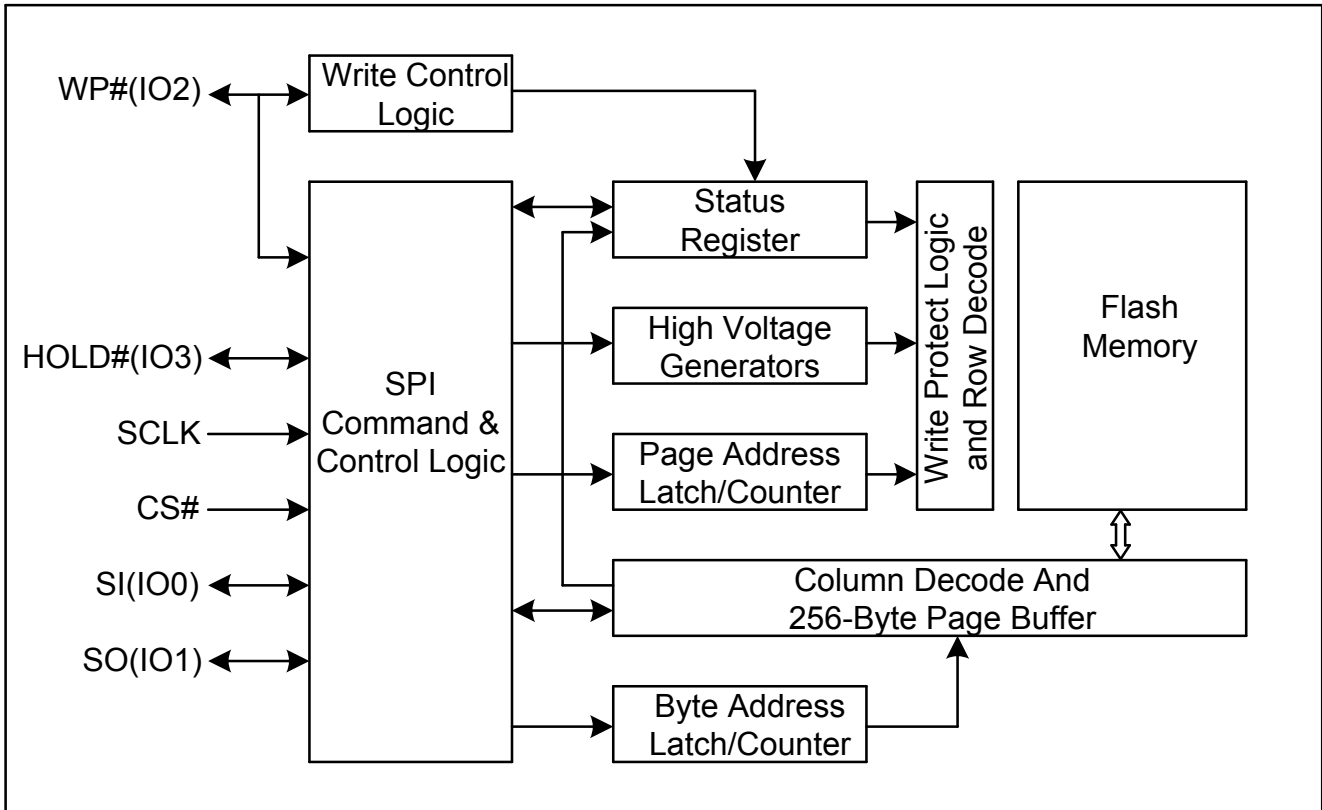 WP#(IO2)
Write Control
Logic
Status
Register
Write Protect Logic
and Row Decode
Flash
Memory
HOLD#(IO3)
High Voltage
Generators
SPI
Command &
Control Logic
SCLK
Page Address
Latch/Counter
CS#
SI(IO0)
Column Decode And
256-Byte Page Buffer
SO(IO1)
Byte Address
Latch/Counter